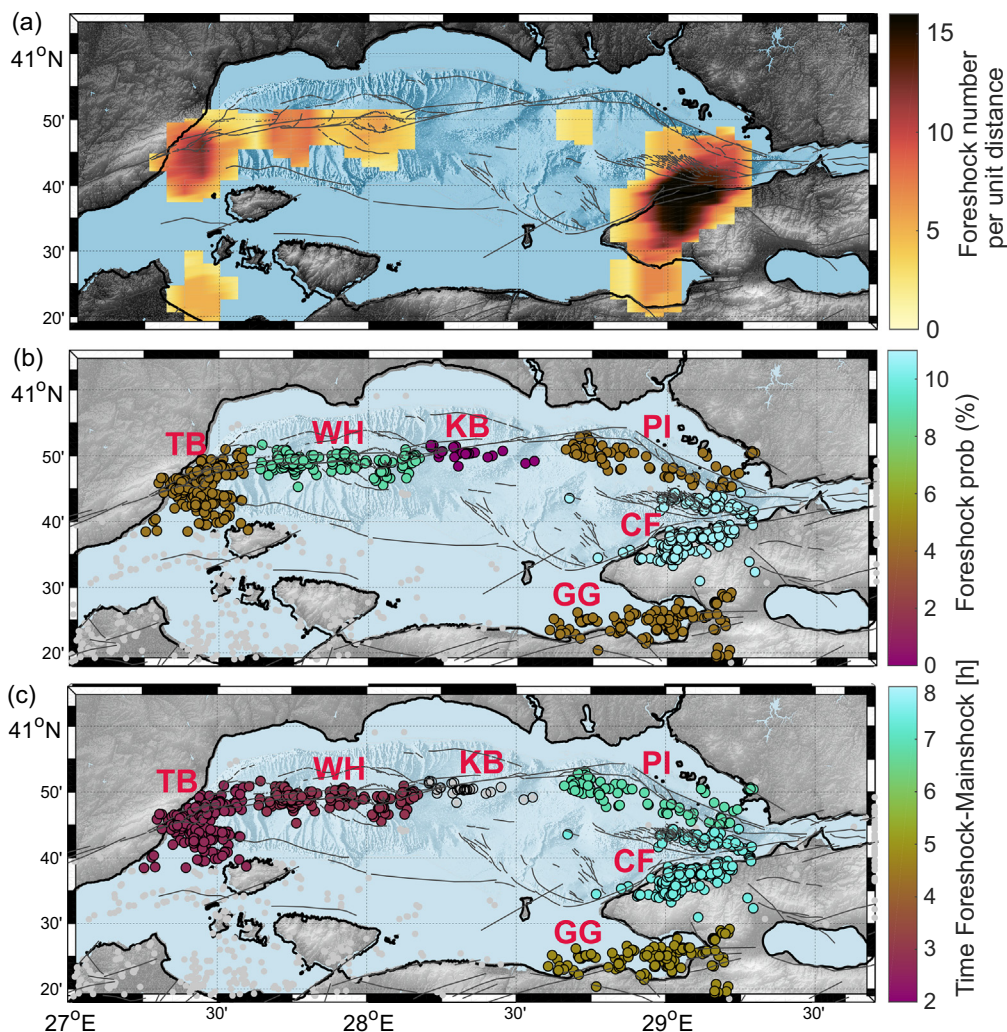 (a)
41°N
50'
40'
30'
20'
15
10
5
0
Foreshock number
per unit distance
(b)
41°N
50'
40'
30'
20'
TB
WH
KB
PI
CF
GG
10
8
6
4
2
0
Foreshock prob (%)
(c)
41°N
50'
40'
30'
20'
TB
WH
KB
PI
CF
GG
8
7
6
5
4
3
2
Time Foreshock-Mainshock [h]
27°E
30'
28°E
30'
29°E
30'